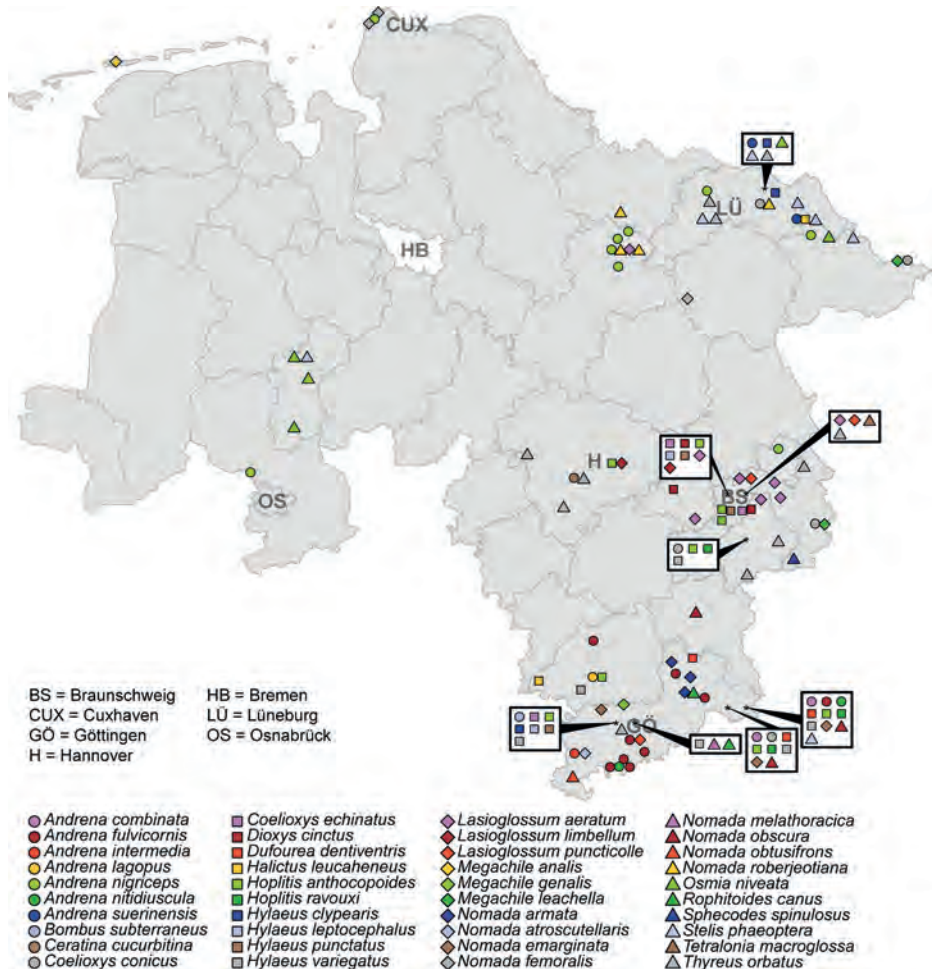 CUX
LÜ
HB
H
BS
OS
GÖ
BS = Braunschweig HB = Bremen
CUX = Cuxhaven LÜ = Lüneburg
GÖ = Göttingen OS = Osnabrück
H = Hannover
Andrena combinata Coelioxys echinatus Lasioglossum aeratum Nomada melathoracica
Andrena fulvicornis Dioxys cinctus Lasioglossum limbellum Nomada obscura
Andrena intermedia Dufourea dentiventris Lasioglossum puncticolle Nomada obtusifrons
Andrena lagopus Halictus leucaheneus Megachile analis Nomada roberjeotiana
Andrena nigriceps Hoplitis anthocopoides Megachile genalis Osmia niveata
Andrena nitidiuscula Hoplitis ravouxi Megachile leachella Rophitoides canus
Andrena suerinensis Hylaeus clypearis Nomada armata Sphecodes spinulosus
Bombus subterraneus Hylaeus leptocephalus Nomada atroscutellaris Stelis phaeoptera
Ceratina cucurbitina Hylaeus punctatus Nomada emarginata Tetralonia macroglossa
Coelioxys conicus Hylaeus variegatus Nomada femoralis Thyreus orbatus